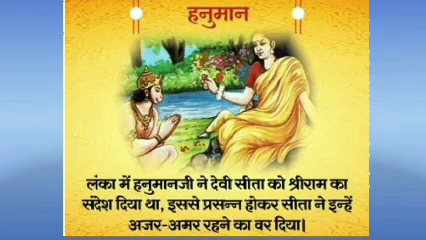 हनुमान
लंका में हनुमानजी ने देवी सीता को श्रीराम का
संदेश दिया था, इससे प्रसन्न होकर सीता ने इन्हें
अजर-अमर रहने का वर दिया।